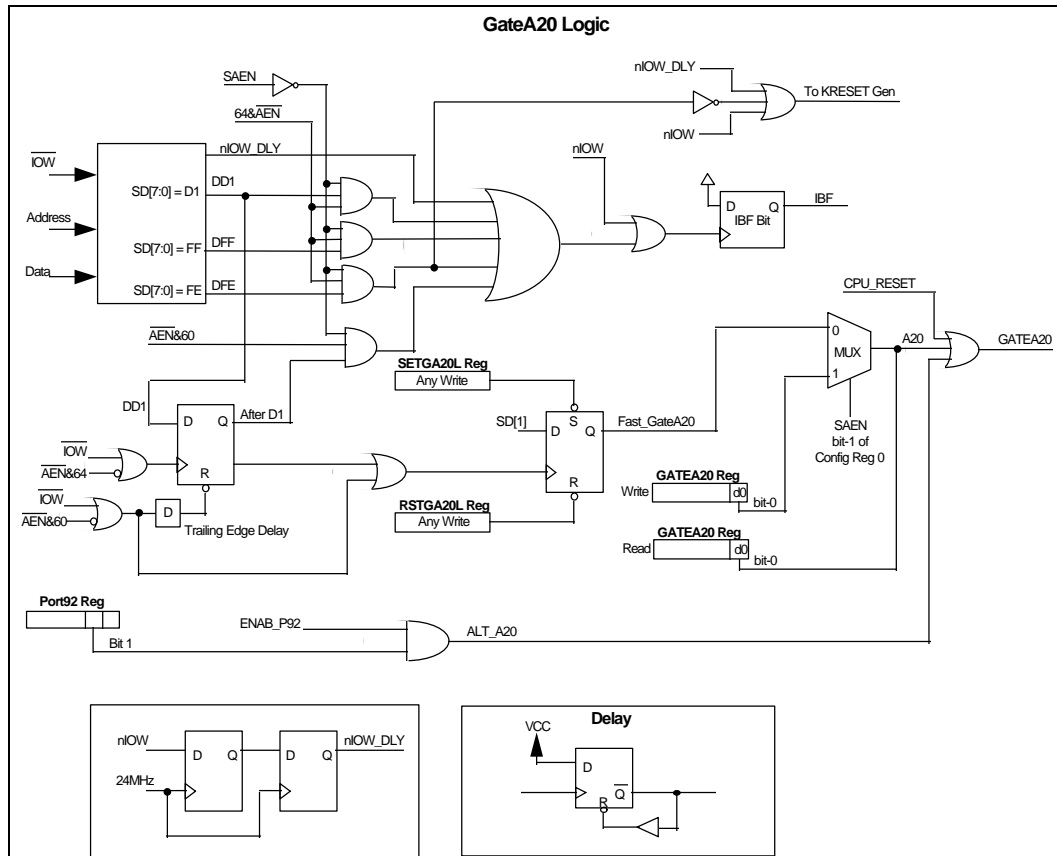 GateA20 Logic
SAEN
64&AEN
nIOW_DLY
To KRESET Gen
nIOW
IOW
Address
Data
SD[7:0] = D1
SD[7:0] = FF
SD[7:0] = FE
nIOW_DLY
DD1
DFF
DFE
nIOW
D Q
IBF Bit
IBF
AEN&60
CPU_RESET
0
MUX
1
A20
GATEA20
SAEN
bit-1 of
Config Reg 0
SETGA20L Reg
Any Write
DD1
D Q
R
After D1
IOW
AEN&64
IOW
AEN&60
D
Trailing Edge Delay
SD[1]
S
D Q
R
Fast_GateA20
RSTGA20L Reg
Any Write
GATEA20 Reg
Write
d0
bit-0
GATEA20 Reg
Read
d0
bit-0
Port92 Reg
Bit 1
ENAB_P92
ALT_A20
nIOW
D Q
D Q
nIOW_DLY
24MHz
Delay
VCC
D
Q
R